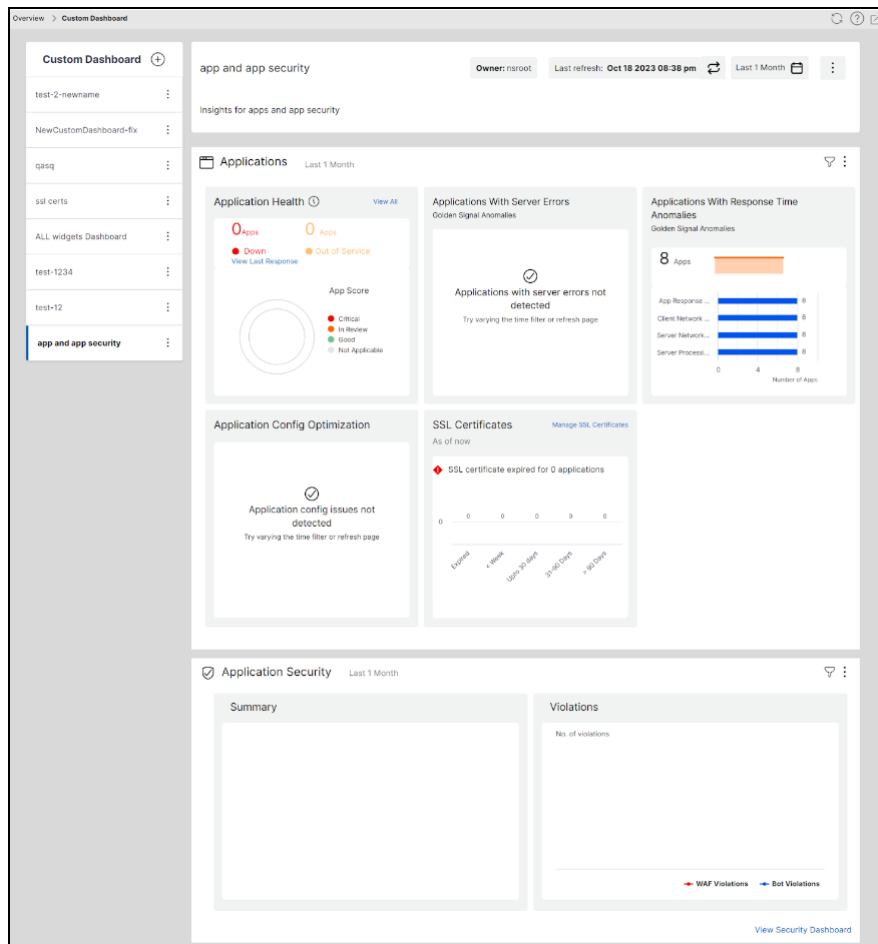 Overview > Custom Dashboard
Custom Dashboard
test-2-newname
NewCustomDashboard-fix
qasq
ssl certs
ALL widgets Dashboard
test-1234
test-12
app and app security
app and app security
Owner: nsroot
Last refresh: Oct 18 2023 08:38 pm
Last 1 Month
Insights for apps and app security
Applications Last 1 Month
Application Health
View All
0 Apps
0 Apps
Down
Out of Service
View Last Response
App Score
Critical
In Review
Good
Not Applicable
Applications With Server Errors
Golden Signal Anomalies
Applications with server errors not
detected
Try varying the time filter or refresh page
Applications With Response Time
Anomalies
Golden Signal Anomalies
8 Apps
App Response ... 8
Client Network ... 8
Server Network... 8
Server Processi... 8
0 4 8
Number of Apps
Application Config Optimization
Application config issues not
detected
Try varying the time filter or refresh page
SSL Certificates
Manage SSL Certificates
As of now
SSL certificate expired for 0 applications
0 0 0 0 0
0
Expired
< Week
Upto 30 days
31-90 Days
> 90 Days
Application Security Last 1 Month
Summary
Violations
No. of violations
WAF Violations
Bot Violations
View Security Dashboard